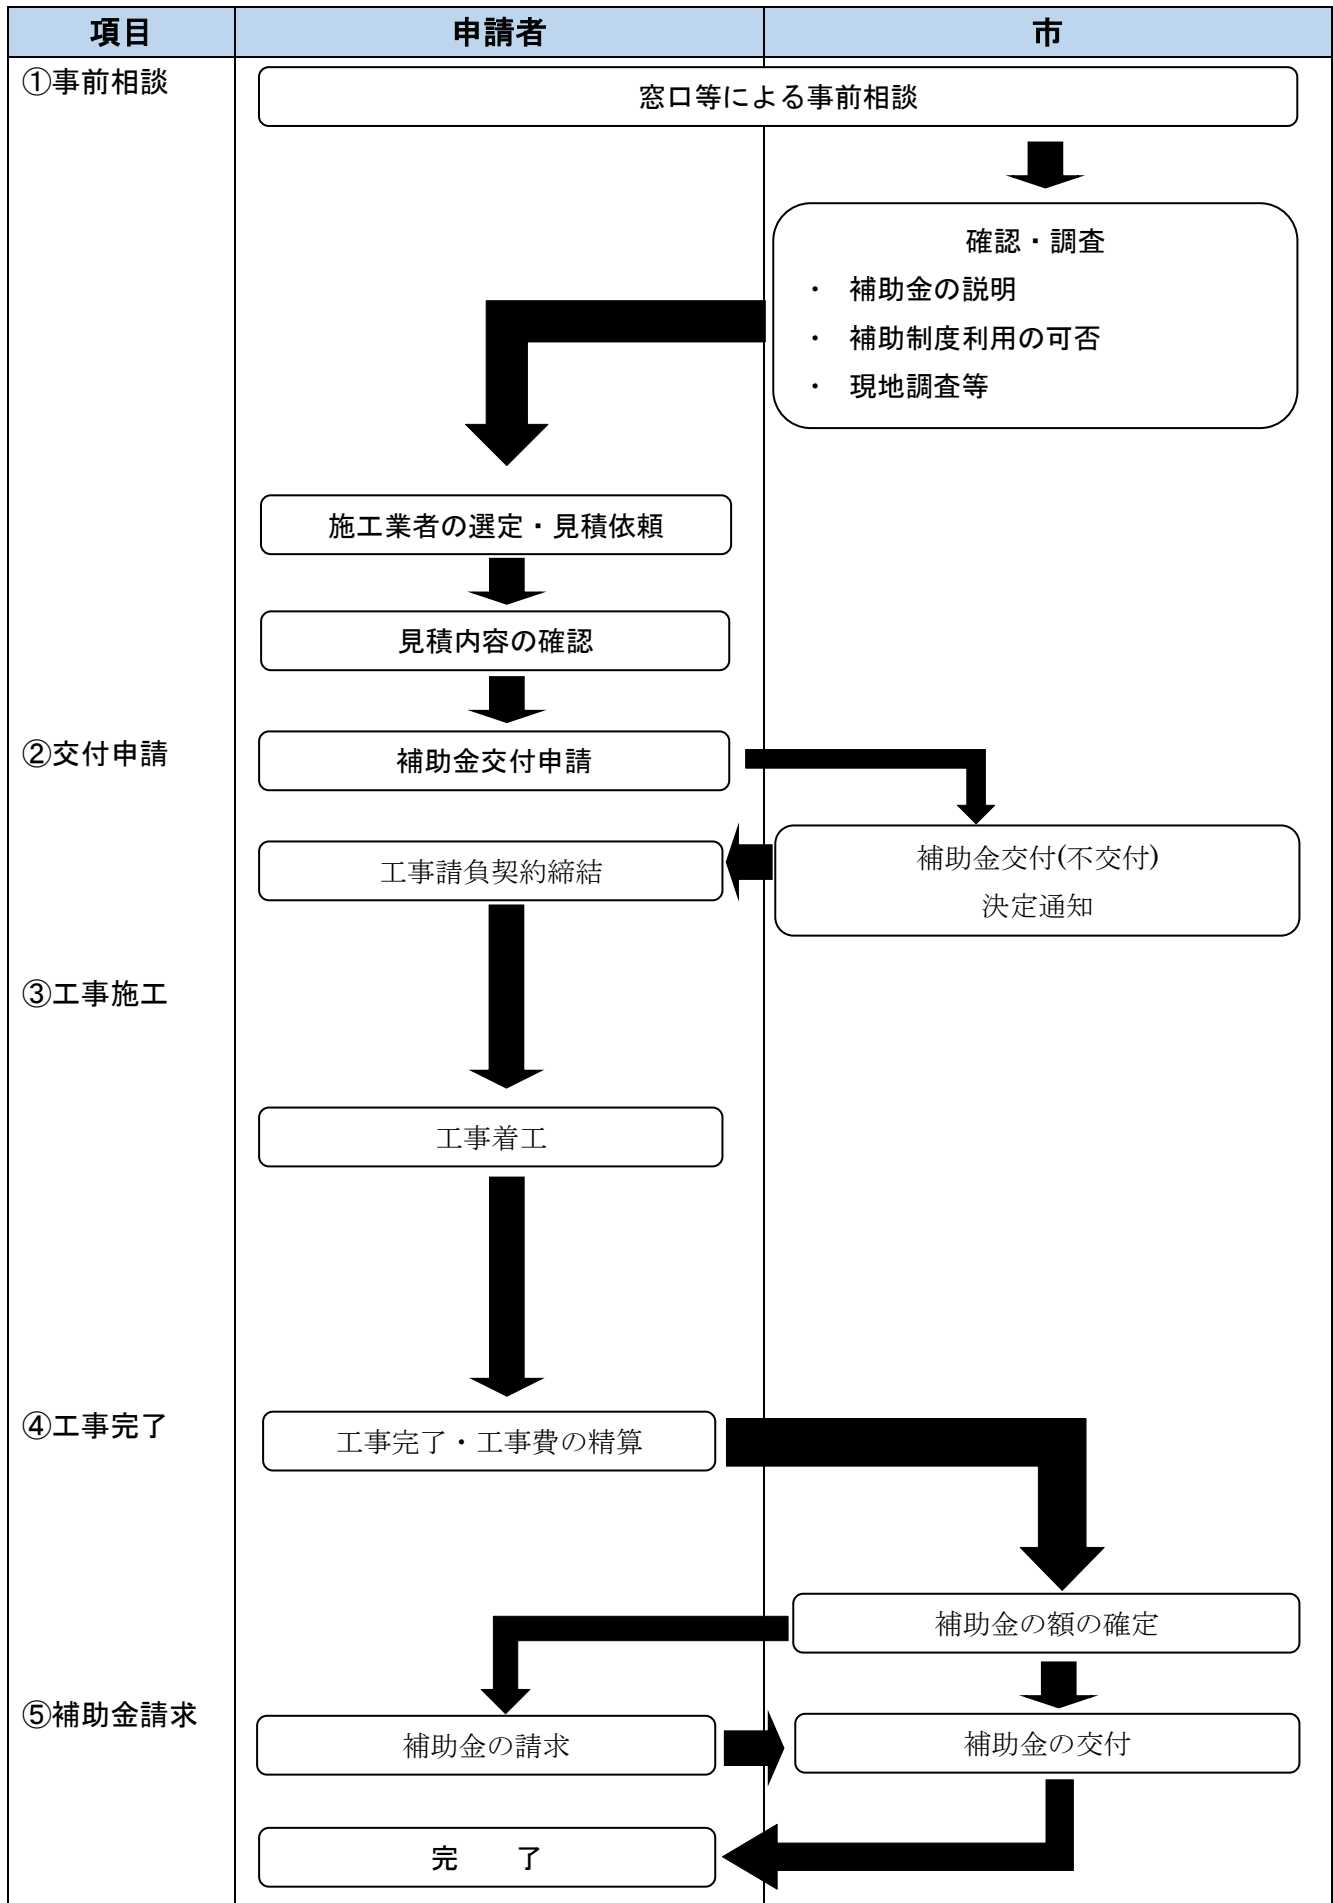 項目
申請者
市
①事前相談
窓口等による事前相談
確認・調査
・ 補助金の説明
・ 補助制度利用の可否
・ 現地調査等
施工業者の選定・見積依頼
見積内容の確認
②交付申請
補助金交付申請
工事請負契約締結
補助金交付(不交付)
決定通知
③工事施工
工事着工
④工事完了
工事完了・工事費の精算
補助金の額の確定
⑤補助金請求
補助金の請求
補助金の交付
完 了